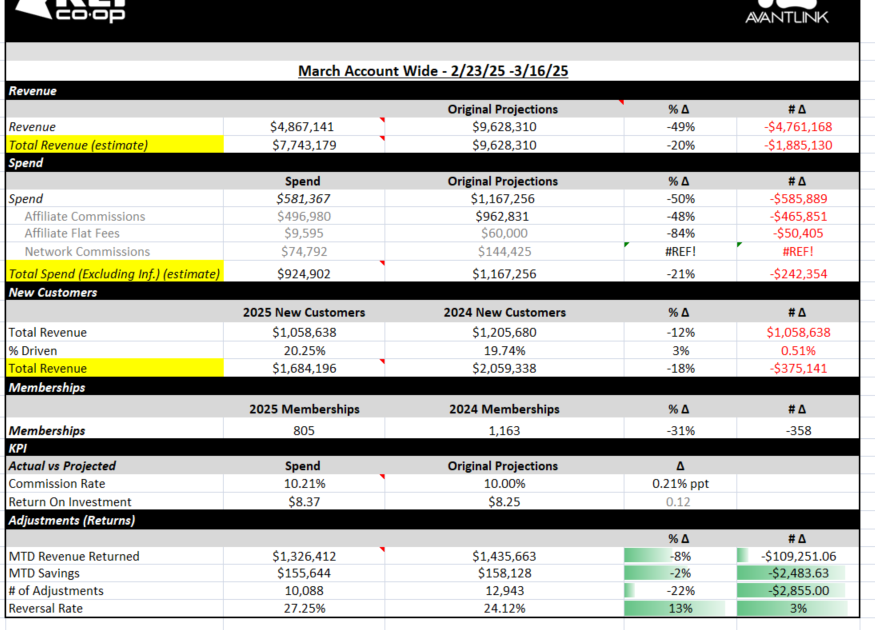 co·op
AVANTLINK
March Account Wide - 2/23/25 -3/16/25
Revenue
Original Projections % Δ # Δ
Revenue $4,867,141 $9,628,310 -49% -$4,761,168
Total Revenue (estimate) $7,743,179 $9,628,310 -20% -$1,885,130
Spend
Spend Original Projections % Δ # Δ
Spend $581,367 $1,167,256 -50% -$585,889
Affiliate Commissions $496,980 $962,831 -48% -$465,851
Affiliate Flat Fees $9,595 $60,000 -84% -$50,405
Network Commissions $74,792 $144,425 #REF! #REF!
Total Spend (Excluding Inf.) (estimate) $924,902 $1,167,256 -21% -$242,354
New Customers
2025 New Customers 2024 New Customers % Δ # Δ
Total Revenue $1,058,638 $1,205,680 -12% $1,058,638
% Driven 20.25% 19.74% 3% 0.51%
Total Revenue $1,684,196 $2,059,338 -18% -$375,141
Memberships
2025 Memberships 2024 Memberships % Δ # Δ
Memberships 805 1,163 -31% -358
KPI
Actual vs Projected Spend Original Projections Δ
Commission Rate 10.21% 10.00% 0.21% ppt
Return On Investment $8.37 $8.25 0.12
Adjustments (Returns)
% Δ # Δ
MTD Revenue Returned $1,326,412 $1,435,663 -8% -$109,251.06
MTD Savings $155,644 $158,128 -2% -$2,483.63
# of Adjustments 10,088 12,943 -22% -$2,855.00
Reversal Rate 27.25% 24.12% 13% 3%